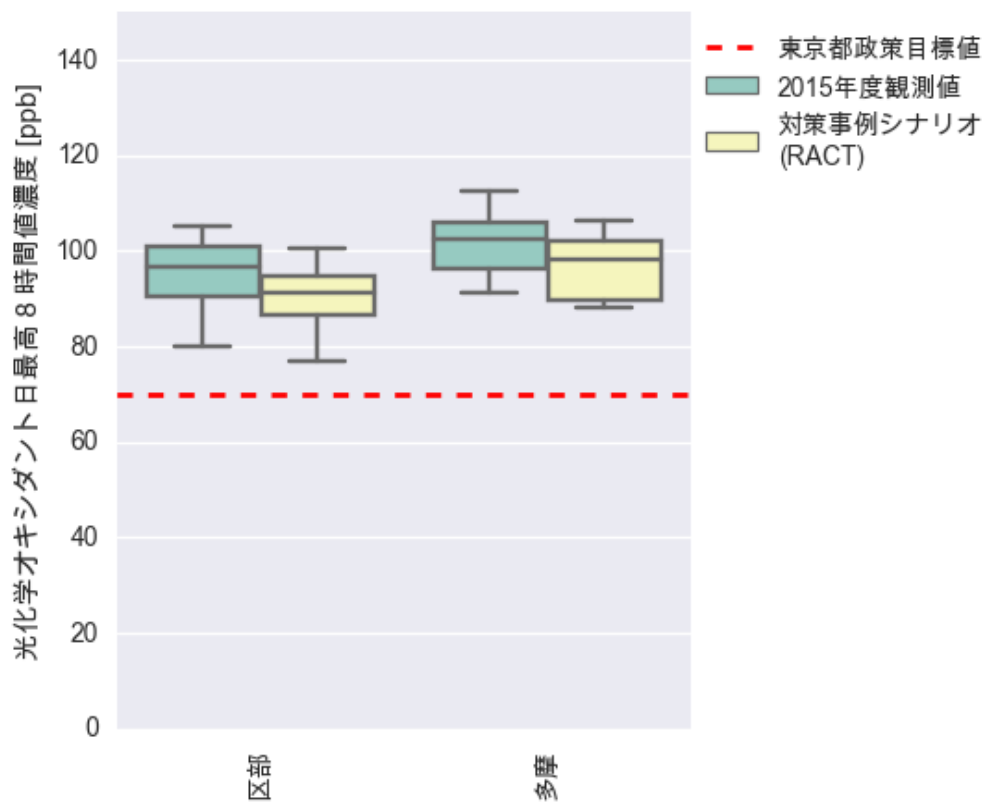 光化学オキシダント日最高8時間値濃度 [ppb]
140
120
100
80
60
40
20
0
区部
多摩
東京都政策目標値
2015年度観測値
対策事例シナリオ
(RACT)